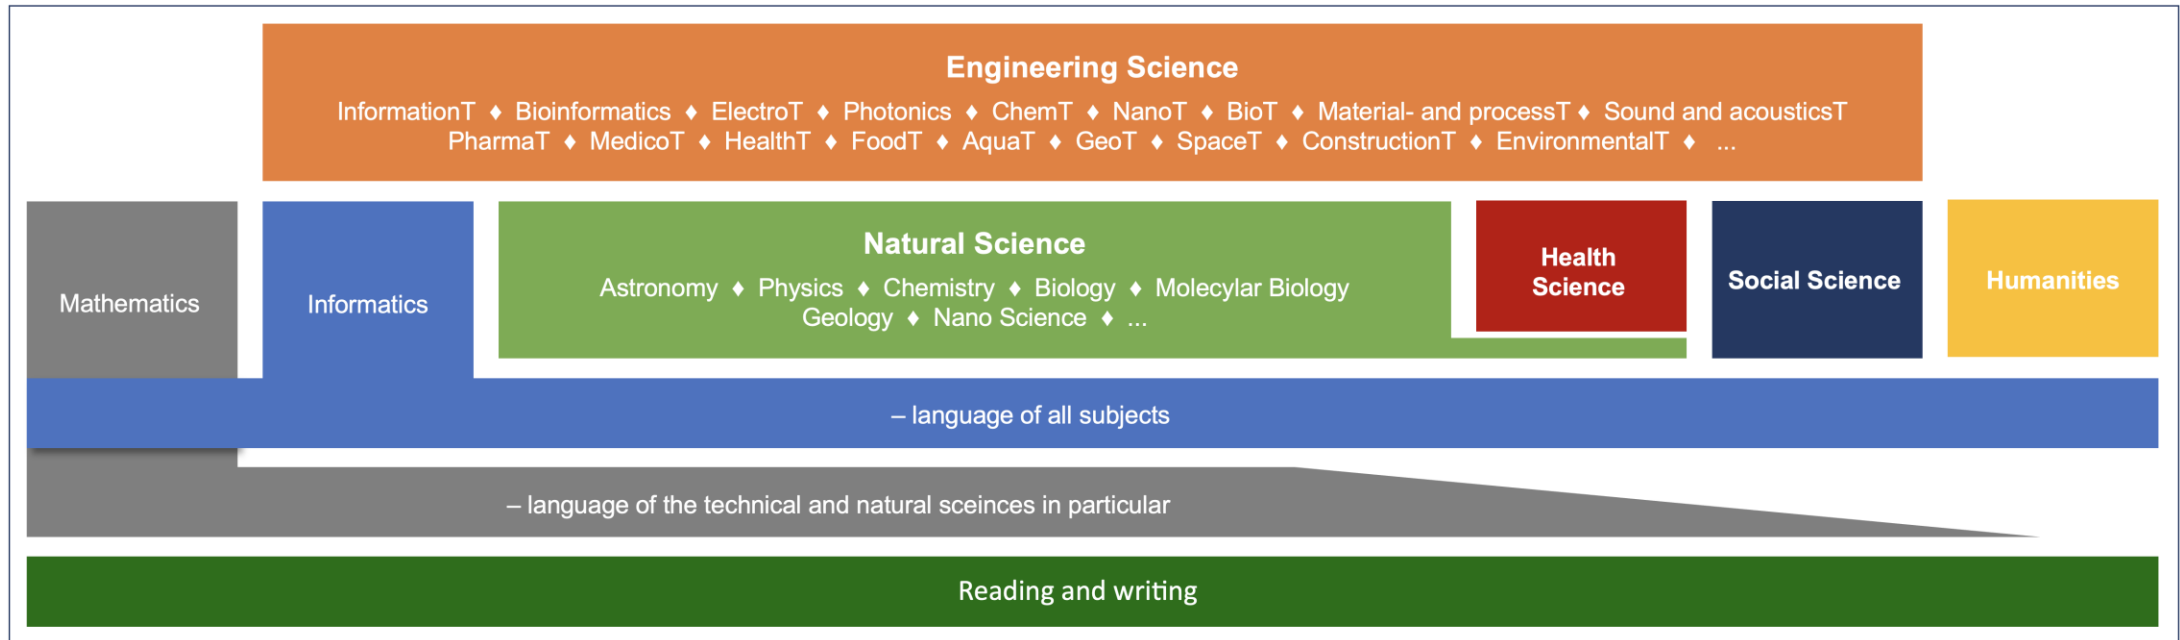 Engineering Science
InformationT ♦ Bioinformatics ♦ ElectroT ♦ Photonics ♦ ChemT ♦ NanoT ♦ BioT ♦ Material- and processT ♦ Sound and acousticsT
PharmaT ♦ MedicoT ♦ HealthT ♦ FoodT ♦ AquaT ♦ GeoT ♦ SpaceT ♦ ConstructionT ♦ EnvironmentalT ♦ ...
Mathematics
Informatics
Natural Science
Astronomy ♦ Physics ♦ Chemistry ♦ Biology ♦ Molecylar Biology
Geology ♦ Nano Science ♦ ...
Health
Science
Social Science
Humanities
– language of all subjects
– language of the technical and natural sceinces in particular
Reading and writing